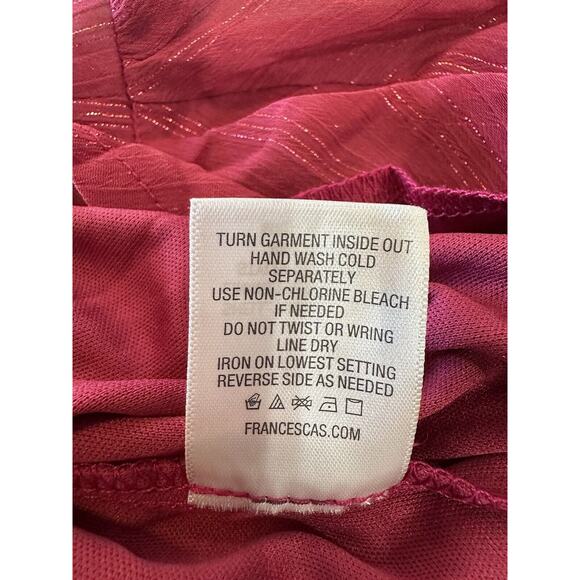 TURN GARMENT INSIDE OUT
HAND WASH COLD
SEPARATELY
USE NON-CHLORINE BLEACH
IF NEEDED
DO NOT TWIST OR WRING
LINE DRY
IRON ON LOWEST SETTING
REVERSE SIDE AS NEEDED
FRANCESCAS.COM